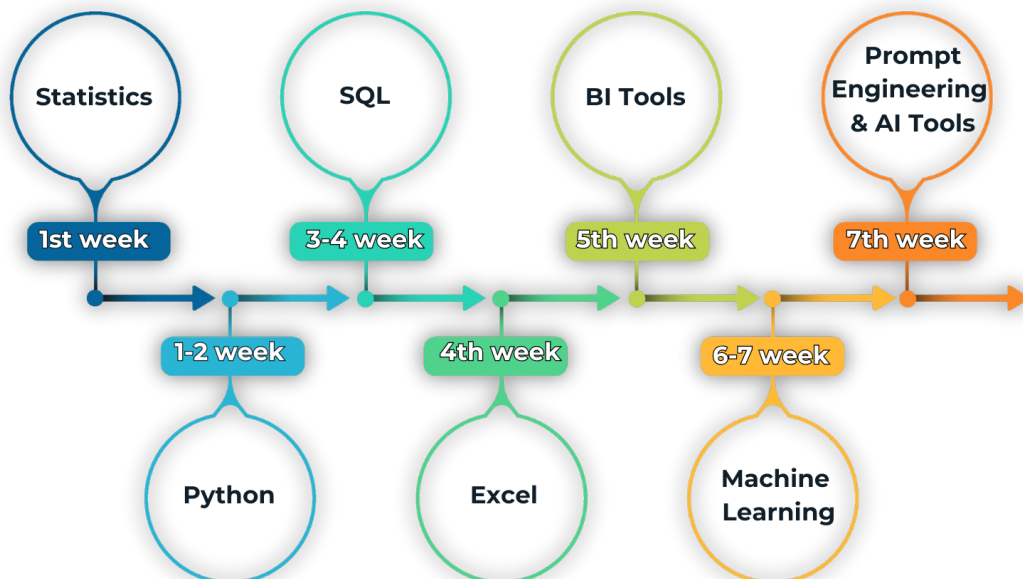 Statistics
1st week
1-2 week
Python
SQL
3-4 week
4th week
Excel
BI Tools
5th week
6-7 week
Machine
Learning
Prompt
Engineering
& AI Tools
7th week